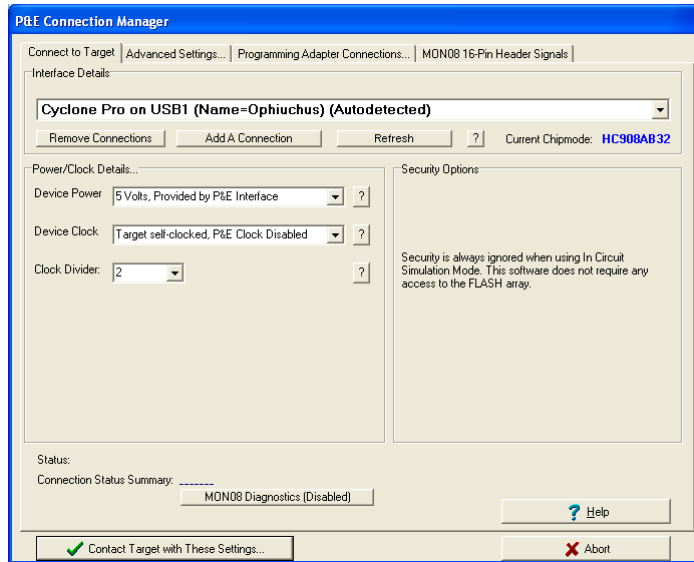 P&E Connection Manager
Connect to Target Advanced Settings... Programming Adapter Connections... MON08 16-Pin Header Signals
Interface Details
Cyclone Pro on USB1 (Name=Ophiuchus) (Autodetected)
Remove Connections Add A Connection Refresh ? Current Chipmode: HC908AB32
Power/Clock Details...
Device Power 5 Volts, Provided by P&E Interface ?
Device Clock Target self-clocked, P&E Clock Disabled ?
Clock Divider: 2 ?
Security Options
Security is always ignored when using In Circuit
Simulation Mode. This software does not require any
access to the FLASH array.
Status:
Connection Status Summary: _______
MON08 Diagnostics (Disabled)
? Help
Contact Target with These Settings...
Abort